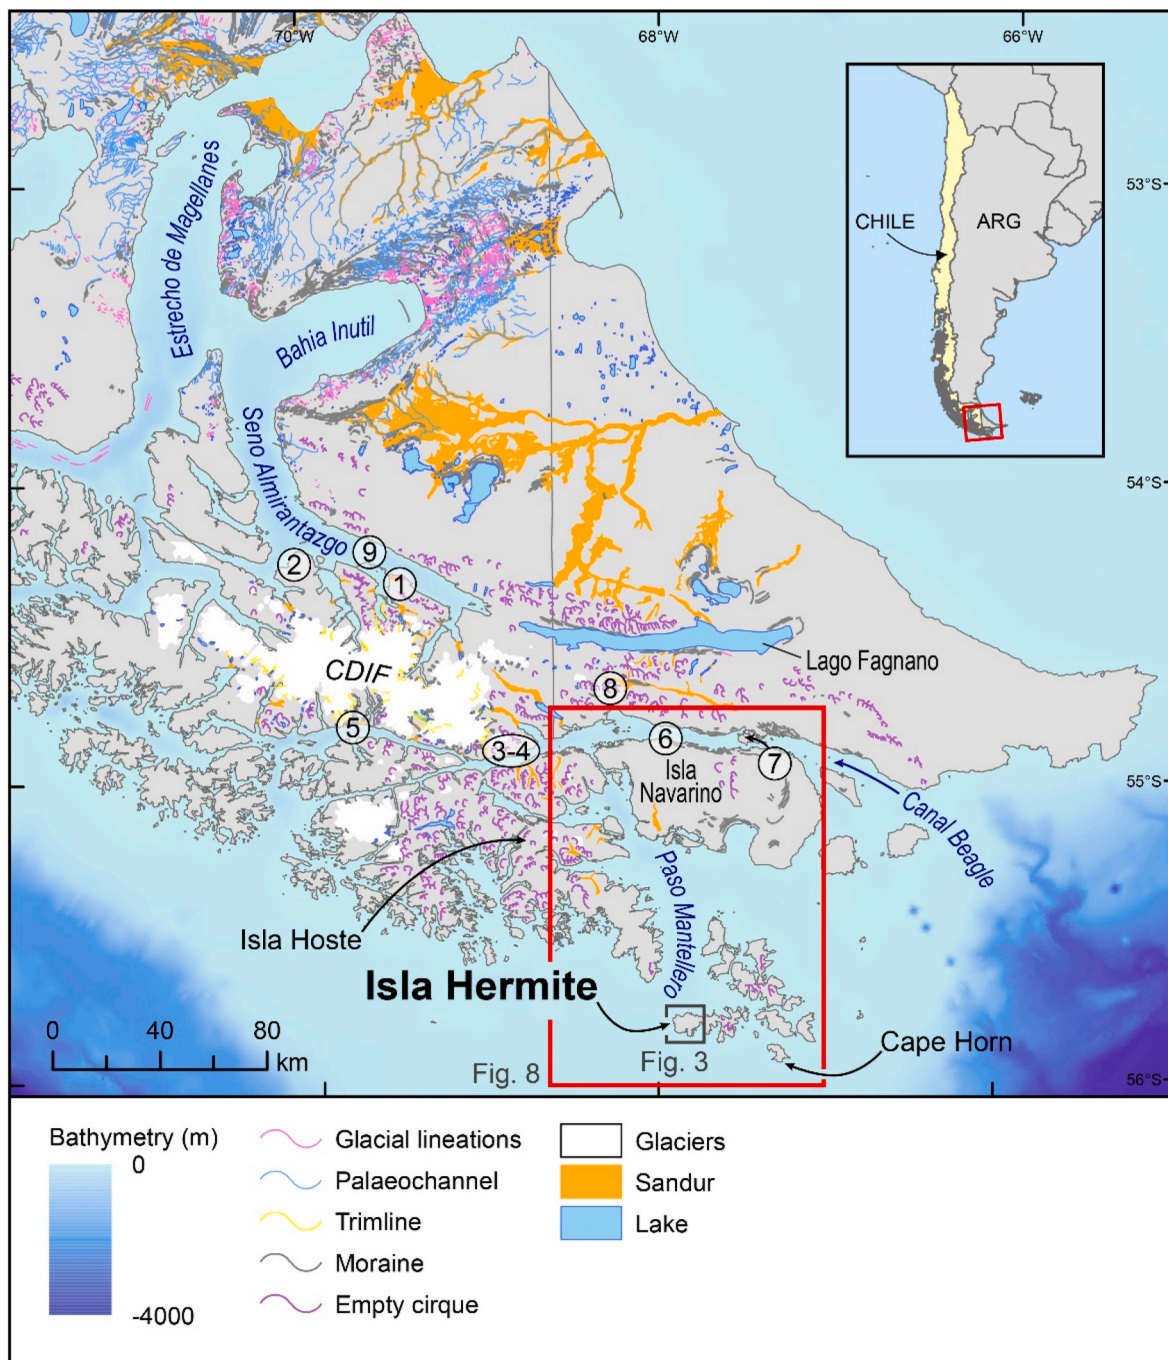 70°W
68°W
66°W
53°S
CHILE
ARG
Estrecho de Magellanes
Bahia Inutil
54°S
Seno Almirantazgo
9
2
1
Lago Fagnano
CDIF
8
5
3-4
6
7
Isla
Navarino
55°S
Canal Beagle
Paso Mantellero
Isla Hoste
Isla Hermite
0 40 80
km
Fig. 8
Fig. 3
Cape Horn
56°S
Bathymetry (m)
0
-4000
Glacial lineations
Palaeochannel
Trimline
Moraine
Empty cirque
Glaciers
Sandur
Lake